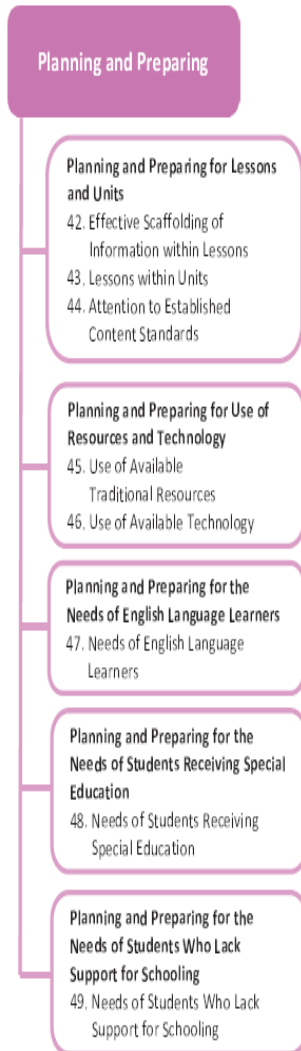 Planning and Preparing
Planning and Preparing for Lessons
and Units
42. Effective Scaffolding of
Information within Lessons
43. Lessons within Units
44. Attention to Established
Content Standards
Planning and Preparing for Use of
Resources and Technology
45. Use of Available
Traditional Resources
46. Use of Available Technology
Planning and Preparing for the
Needs of English Language Learners
47. Needs of English Language
Learners
Planning and Preparing for the
Needs of Students Receiving Special
Education
48. Needs of Students Receiving
Special Education
Planning and Preparing for the
Needs of Students Who Lack
Support for Schooling
49. Needs of Students Who Lack
Support for Schooling